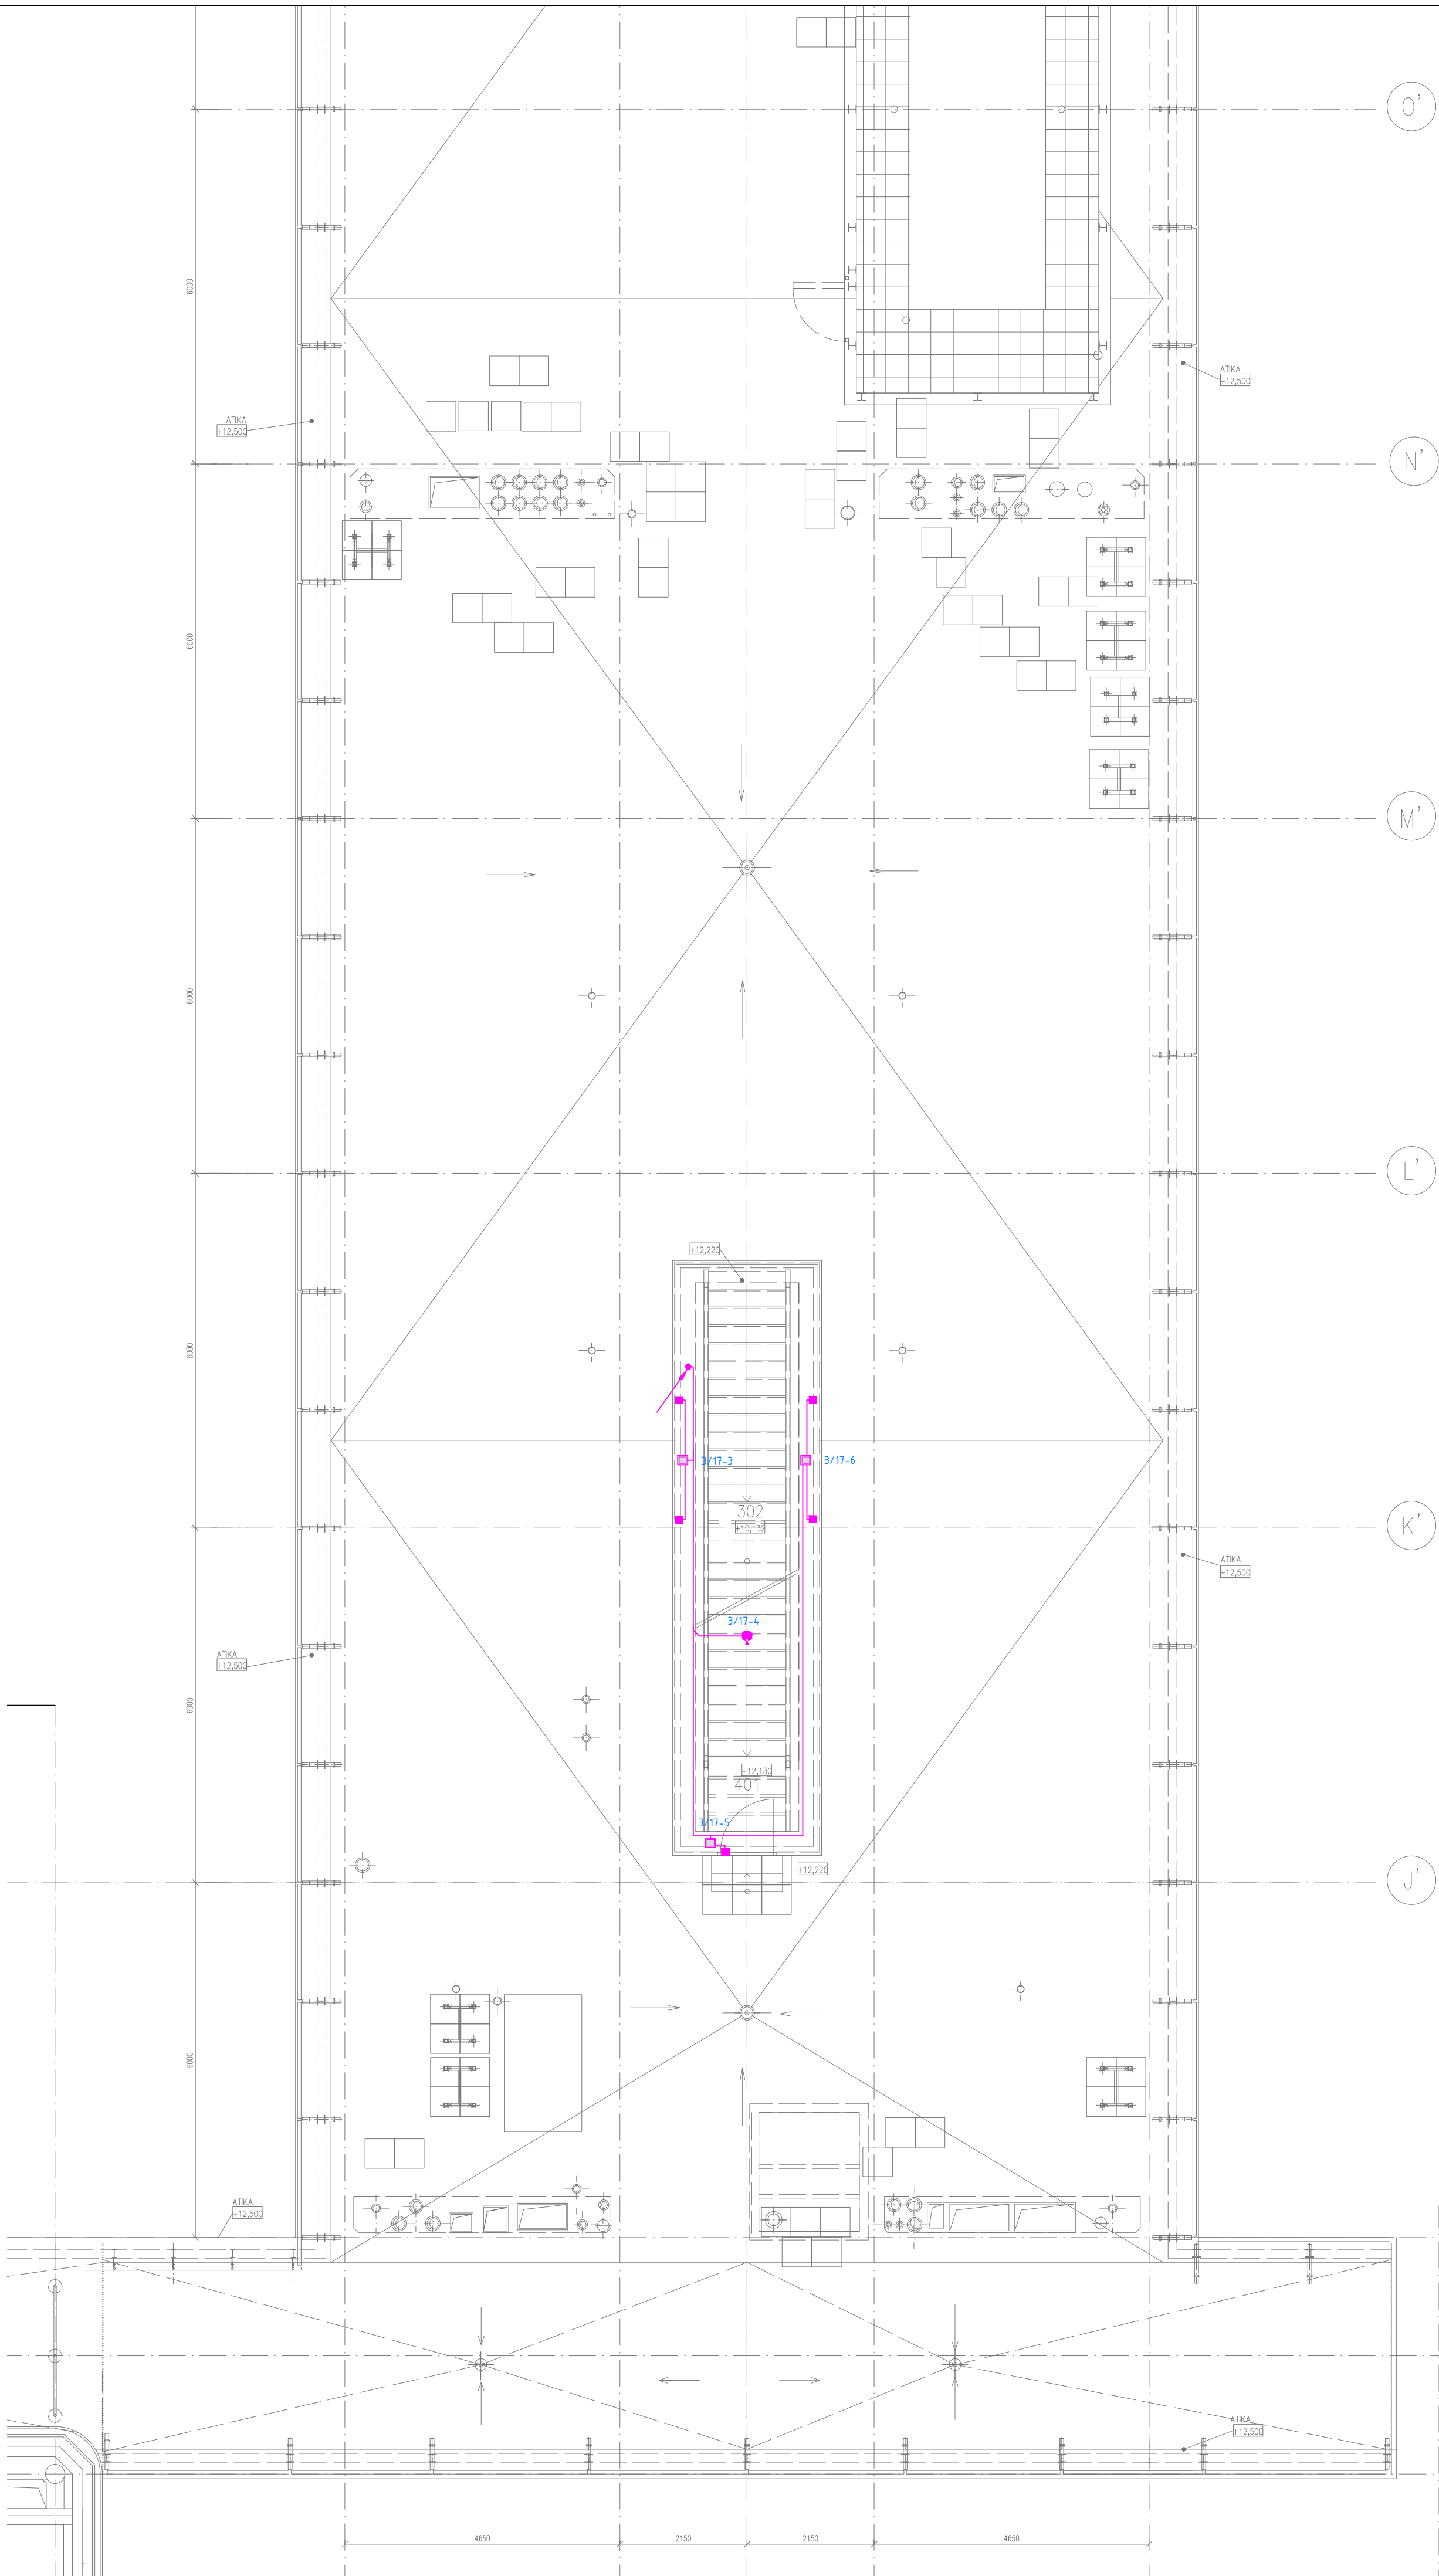 O'
6000
ATIKA
+12,500
ATIKA
+12,500
N'
6000
M'
6000
L'
+12,220
6000
3/17-3
3/17-6
302
+10,132
K'
ATIKA
+12,500
3/17-4
ATIKA
+12,500
6000
+12,130
401
3/17-5
+12,220
J'
6000
ATIKA
+12,500
ATIKA
+12,500
4650
2150
2150
4650